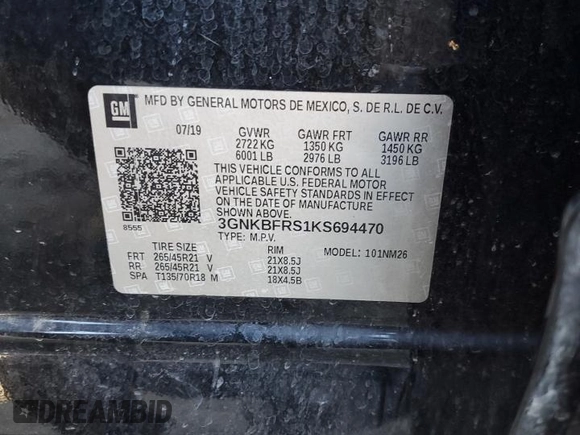 GM
MFD BY GENERAL MOTORS DE MEXICO, S. DE R.L. DE C.V.
07/19 GVWR GAWR FRT GAWR RR
2722 KG 1350 KG 1450 KG
6001 LB 2976 LB 3196 LB
THIS VEHICLE CONFORMS TO ALL
APPLICABLE U.S. FEDERAL MOTOR
VEHICLE SAFETY STANDARDS IN EFFECT
ON THE DATE OF MANUFACTURE
SHOWN ABOVE.
8555 3GNKBFRS1KS694470
TYPE: M.P.V. MODEL: 101NM26
TIRE SIZE RIM
FRT 265/45R21 V 21X8.5J
RR 265/45R21 V 21X8.5J
SPA T135/70R18 M 18X4.5B
DREAMBID